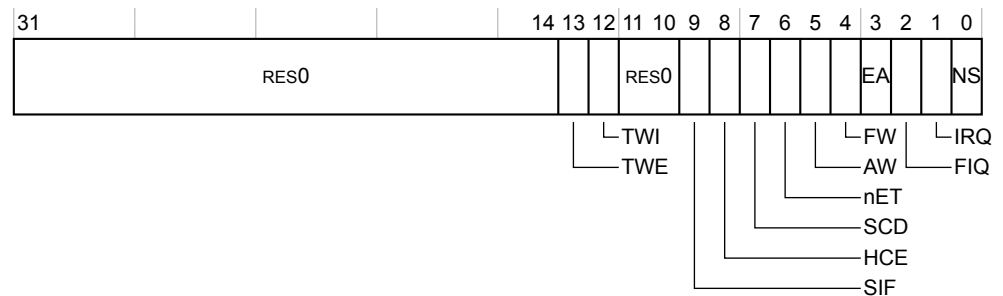 31 14 13 12 11 10 9 8 7 6 5 4 3 2 1 0
RES0 RES0 EA NS
TWI FW IRQ
TWE AW FIQ
nET
SCD
HCE
SIF